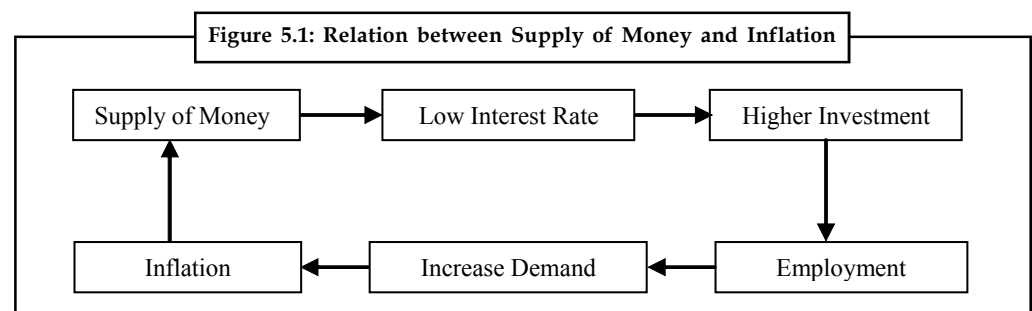 Figure 5.1: Relation between Supply of Money and Inflation
Supply of Money
Low Interest Rate
Higher Investment
Inflation
Increase Demand
Employment